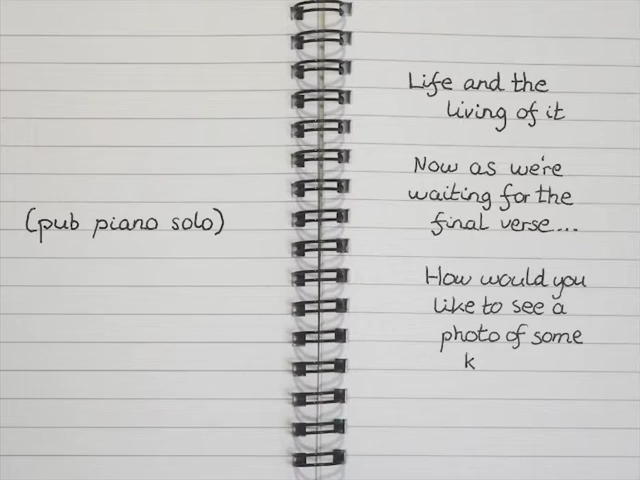 (pub piano solo)
Life and the
living of it
Now as we're
waiting for the
final verse...
How would you
like to see a
photo of some
k